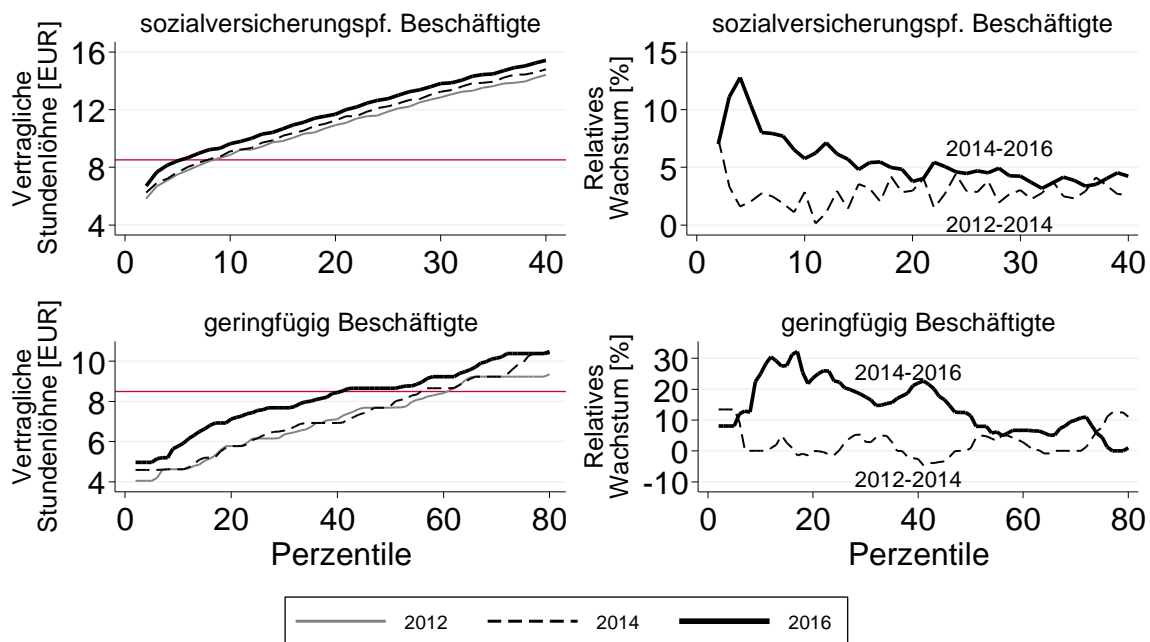 sozialversicherungspf. Beschäftigte
Vertragliche
Stundenlöhne [EUR]
16
12
8
4
0 10 20 30 40
sozialversicherungspf. Beschäftigte
Relatives
Wachstum [%]
15
10
5
0
2014-2016
2012-2014
0 10 20 30 40
geringfügig Beschäftigte
Vertragliche
Stundenlöhne [EUR]
10
8
6
4
0 20 40 60 80
Perzentile
geringfügig Beschäftigte
Relatives
Wachstum [%]
30
20
10
0
-10
2014-2016
2012-2014
0 20 40 60 80
Perzentile
2012 2014 2016